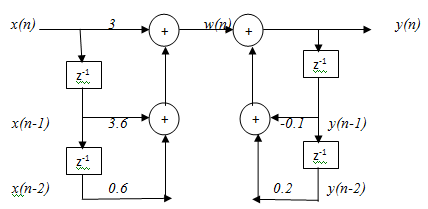 x(n) 3 + w(n) + y(n)
z-1 z-1
x(n-1) 3.6 + + -0.1 y(n-1)
z-1 z-1
x(n-2) 0.6 0.2 y(n-2)